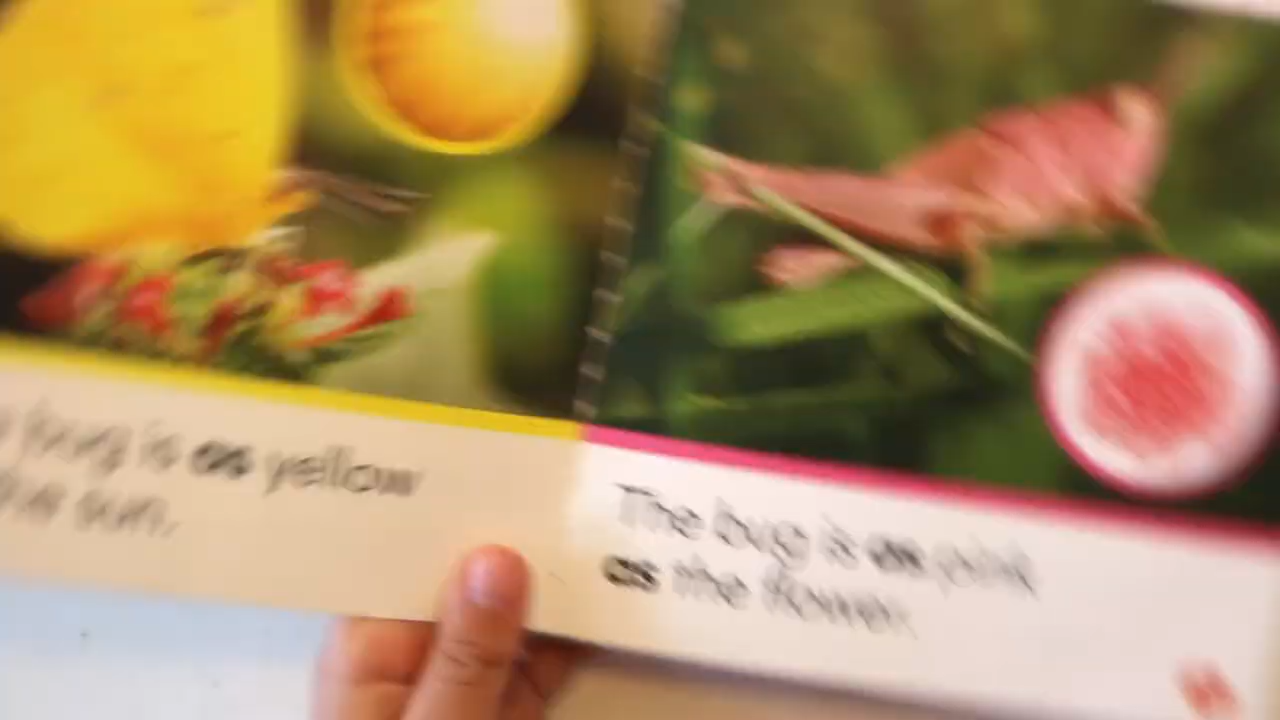 bug is as yellow
the sun.
The bug is as pink
as the flower.